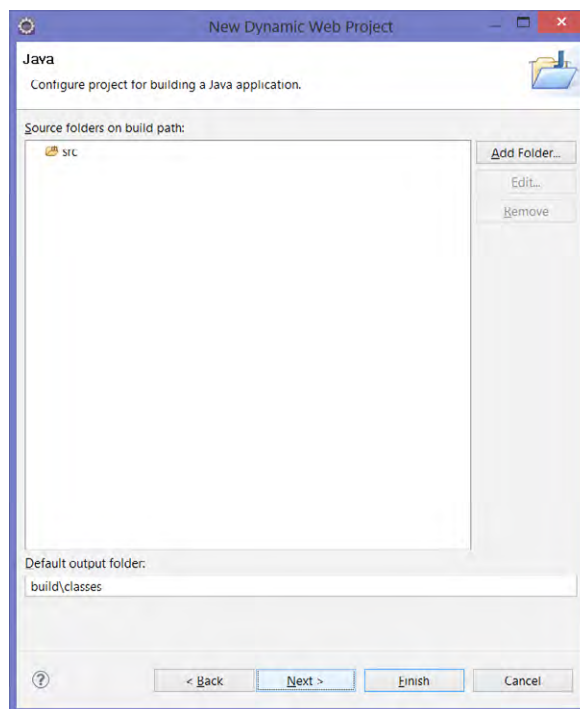 New Dynamic Web Project
Java
Configure project for building a Java application.
Source folders on build path:
src
Add Folder...
Edit...
Remove
Default output folder:
build\classes
? < Back Next > Finish Cancel